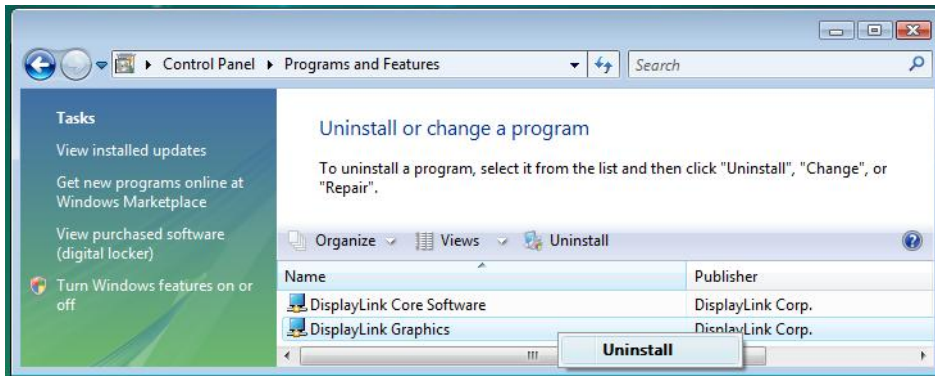 Control Panel Programs and Features Search
Tasks
View installed updates
Get new programs online at
Windows Marketplace
View purchased software
(digital locker)
Turn Windows features on or
off
Uninstall or change a program
To uninstall a program, select it from the list and then click "Uninstall", "Change", or
"Repair".
Organize Views Uninstall
Name Publisher
DisplayLink Core Software DisplayLink Corp.
DisplayLink Graphics DisplayLink Corp.
Uninstall